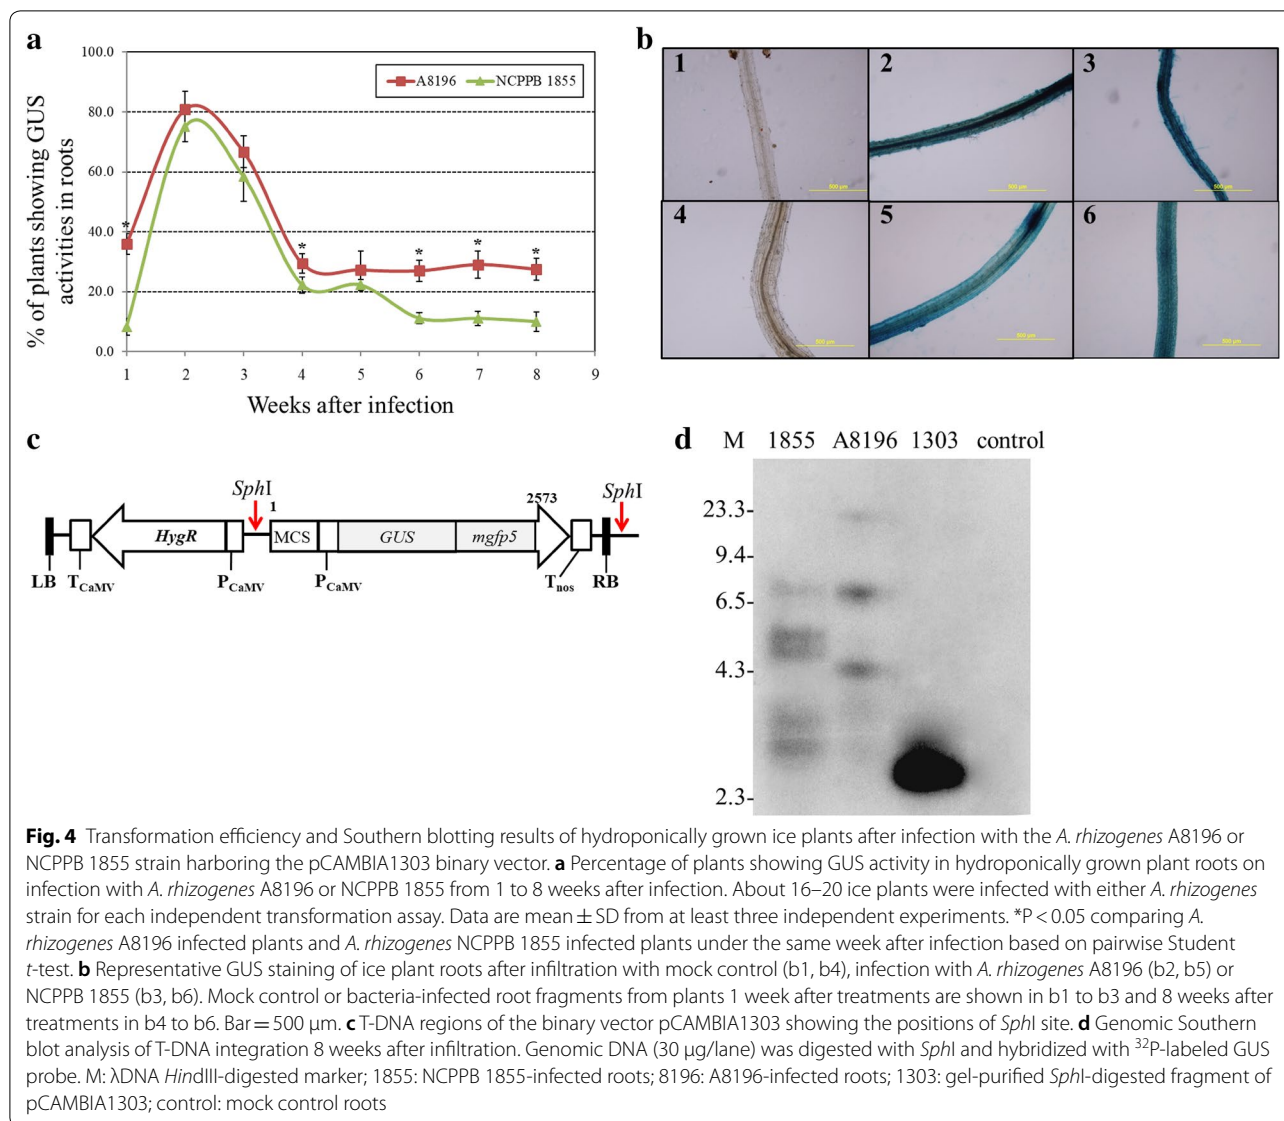 a
100.0
80.0
60.0
40.0
20.0
0.0
% of plants showing GUS
activities in roots
A8196
NCPPB 1855
*
*
*
*
*
1 2 3 4 5 6 7 8 9
Weeks after infection
b
1
500 µm
2
500 µm
3
500 µm
4
500 µm
5
500 µm
6
500 µm
c
SphI
1
2573
SphI
HygR
MCS
GUS
mgfp5
LB
TCaMV
PCaMV
PCaMV
Tnos
RB
d
M 1855 A8196 1303 control
23.3-
9.4-
6.5-
4.3-
2.3-
Fig. 4 Transformation efficiency and Southern blotting results of hydroponically grown ice plants after infection with the A. rhizogenes A8196 or
NCPPB 1855 strain harboring the pCAMBIA1303 binary vector. a Percentage of plants showing GUS activity in hydroponically grown plant roots on
infection with A. rhizogenes A8196 or NCPPB 1855 from 1 to 8 weeks after infection. About 16–20 ice plants were infected with either A. rhizogenes
strain for each independent transformation assay. Data are mean ± SD from at least three independent experiments. *P < 0.05 comparing A.
rhizogenes A8196 infected plants and A. rhizogenes NCPPB 1855 infected plants under the same week after infection based on pairwise Student
t-test. b Representative GUS staining of ice plant roots after infiltration with mock control (b1, b4), infection with A. rhizogenes A8196 (b2, b5) or
NCPPB 1855 (b3, b6). Mock control or bacteria-infected root fragments from plants 1 week after treatments are shown in b1 to b3 and 8 weeks after
treatments in b4 to b6. Bar = 500 µm. c T-DNA regions of the binary vector pCAMBIA1303 showing the positions of SphI site. d Genomic Southern
blot analysis of T-DNA integration 8 weeks after infiltration. Genomic DNA (30 µg/lane) was digested with SphI and hybridized with ³²P-labeled GUS
probe. M: λDNA HindIII-digested marker; 1855: NCPPB 1855-infected roots; 8196: A8196-infected roots; 1303: gel-purified SphI-digested fragment of
pCAMBIA1303; control: mock control roots